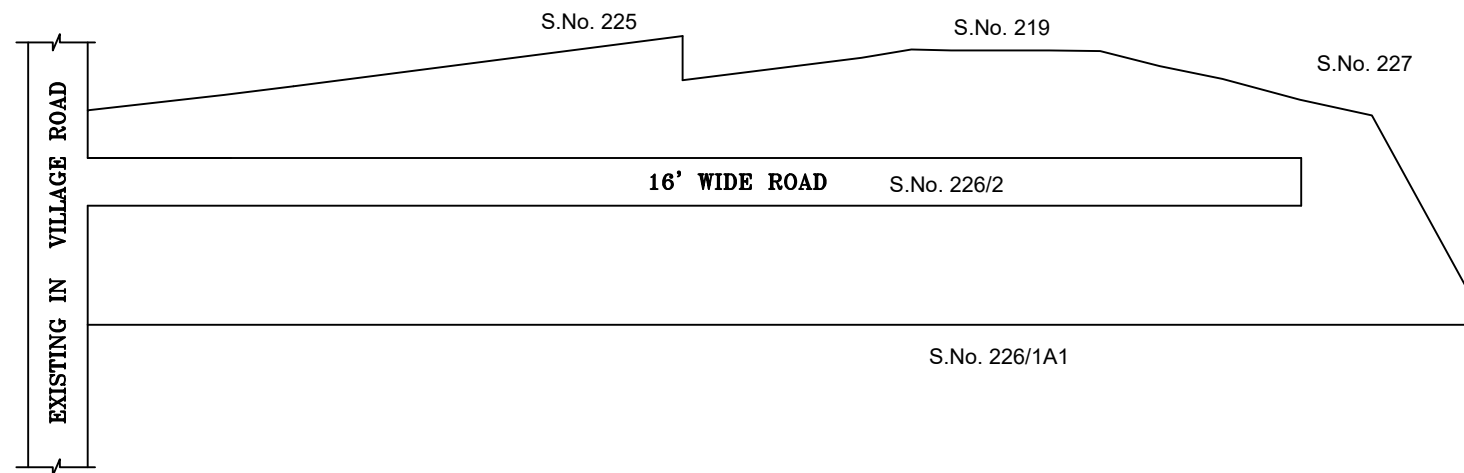 S.No. 225
S.No. 219
S.No. 227
EXISTING IN VILLAGE ROAD
16' WIDE ROAD
S.No. 226/2
S.No. 226/1A1